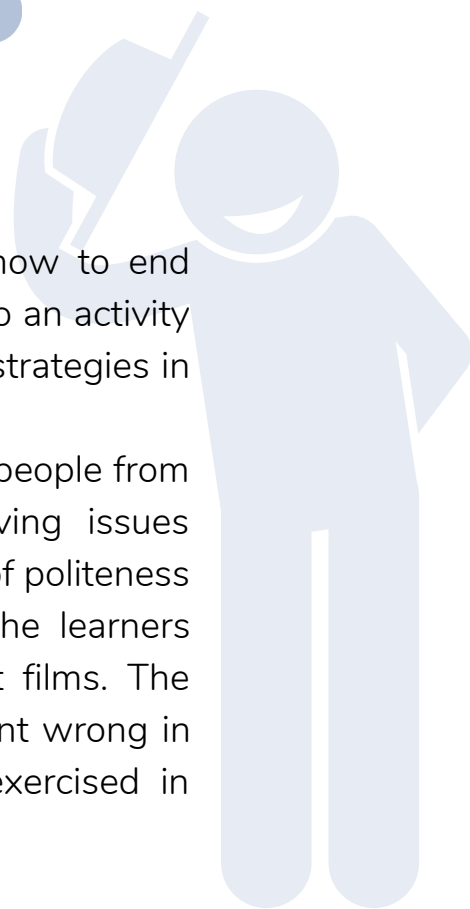 how to end
o an activity
strategies in
people from
ving issues
of politeness
he learners
t films. The
nt wrong in
exercised in